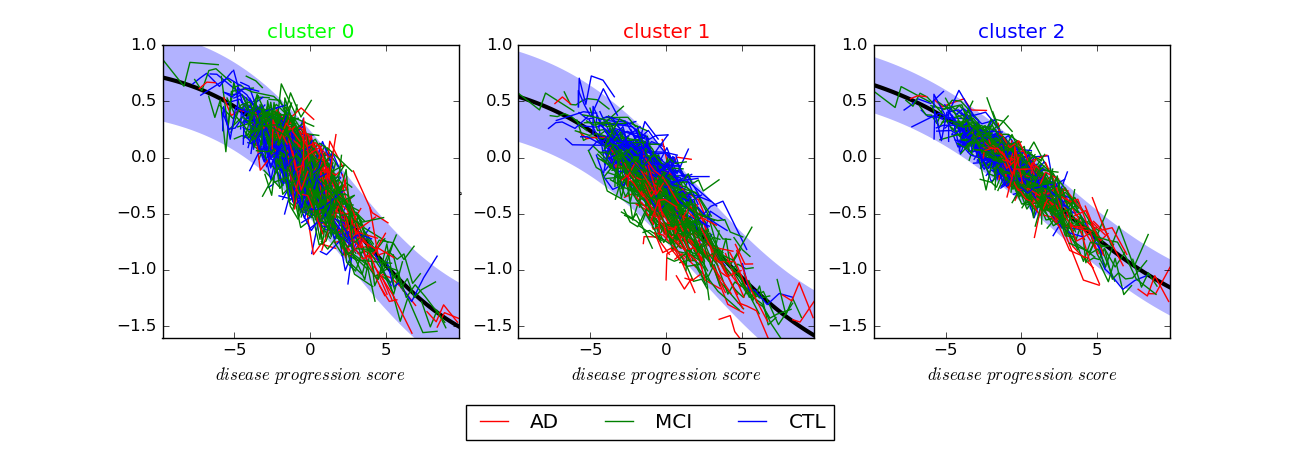 cluster 0 cluster 1 cluster 2
1.0 1.0 1.0
0.5 0.5 0.5
0.0 0.0 0.0
−0.5 −0.5 −0.5
−1.0 −1.0 −1.0
−1.5 −1.5 −1.5
−5 0 5 −5 0 5 −5 0 5
disease progression score disease progression score disease progression score
AD MCI CTL